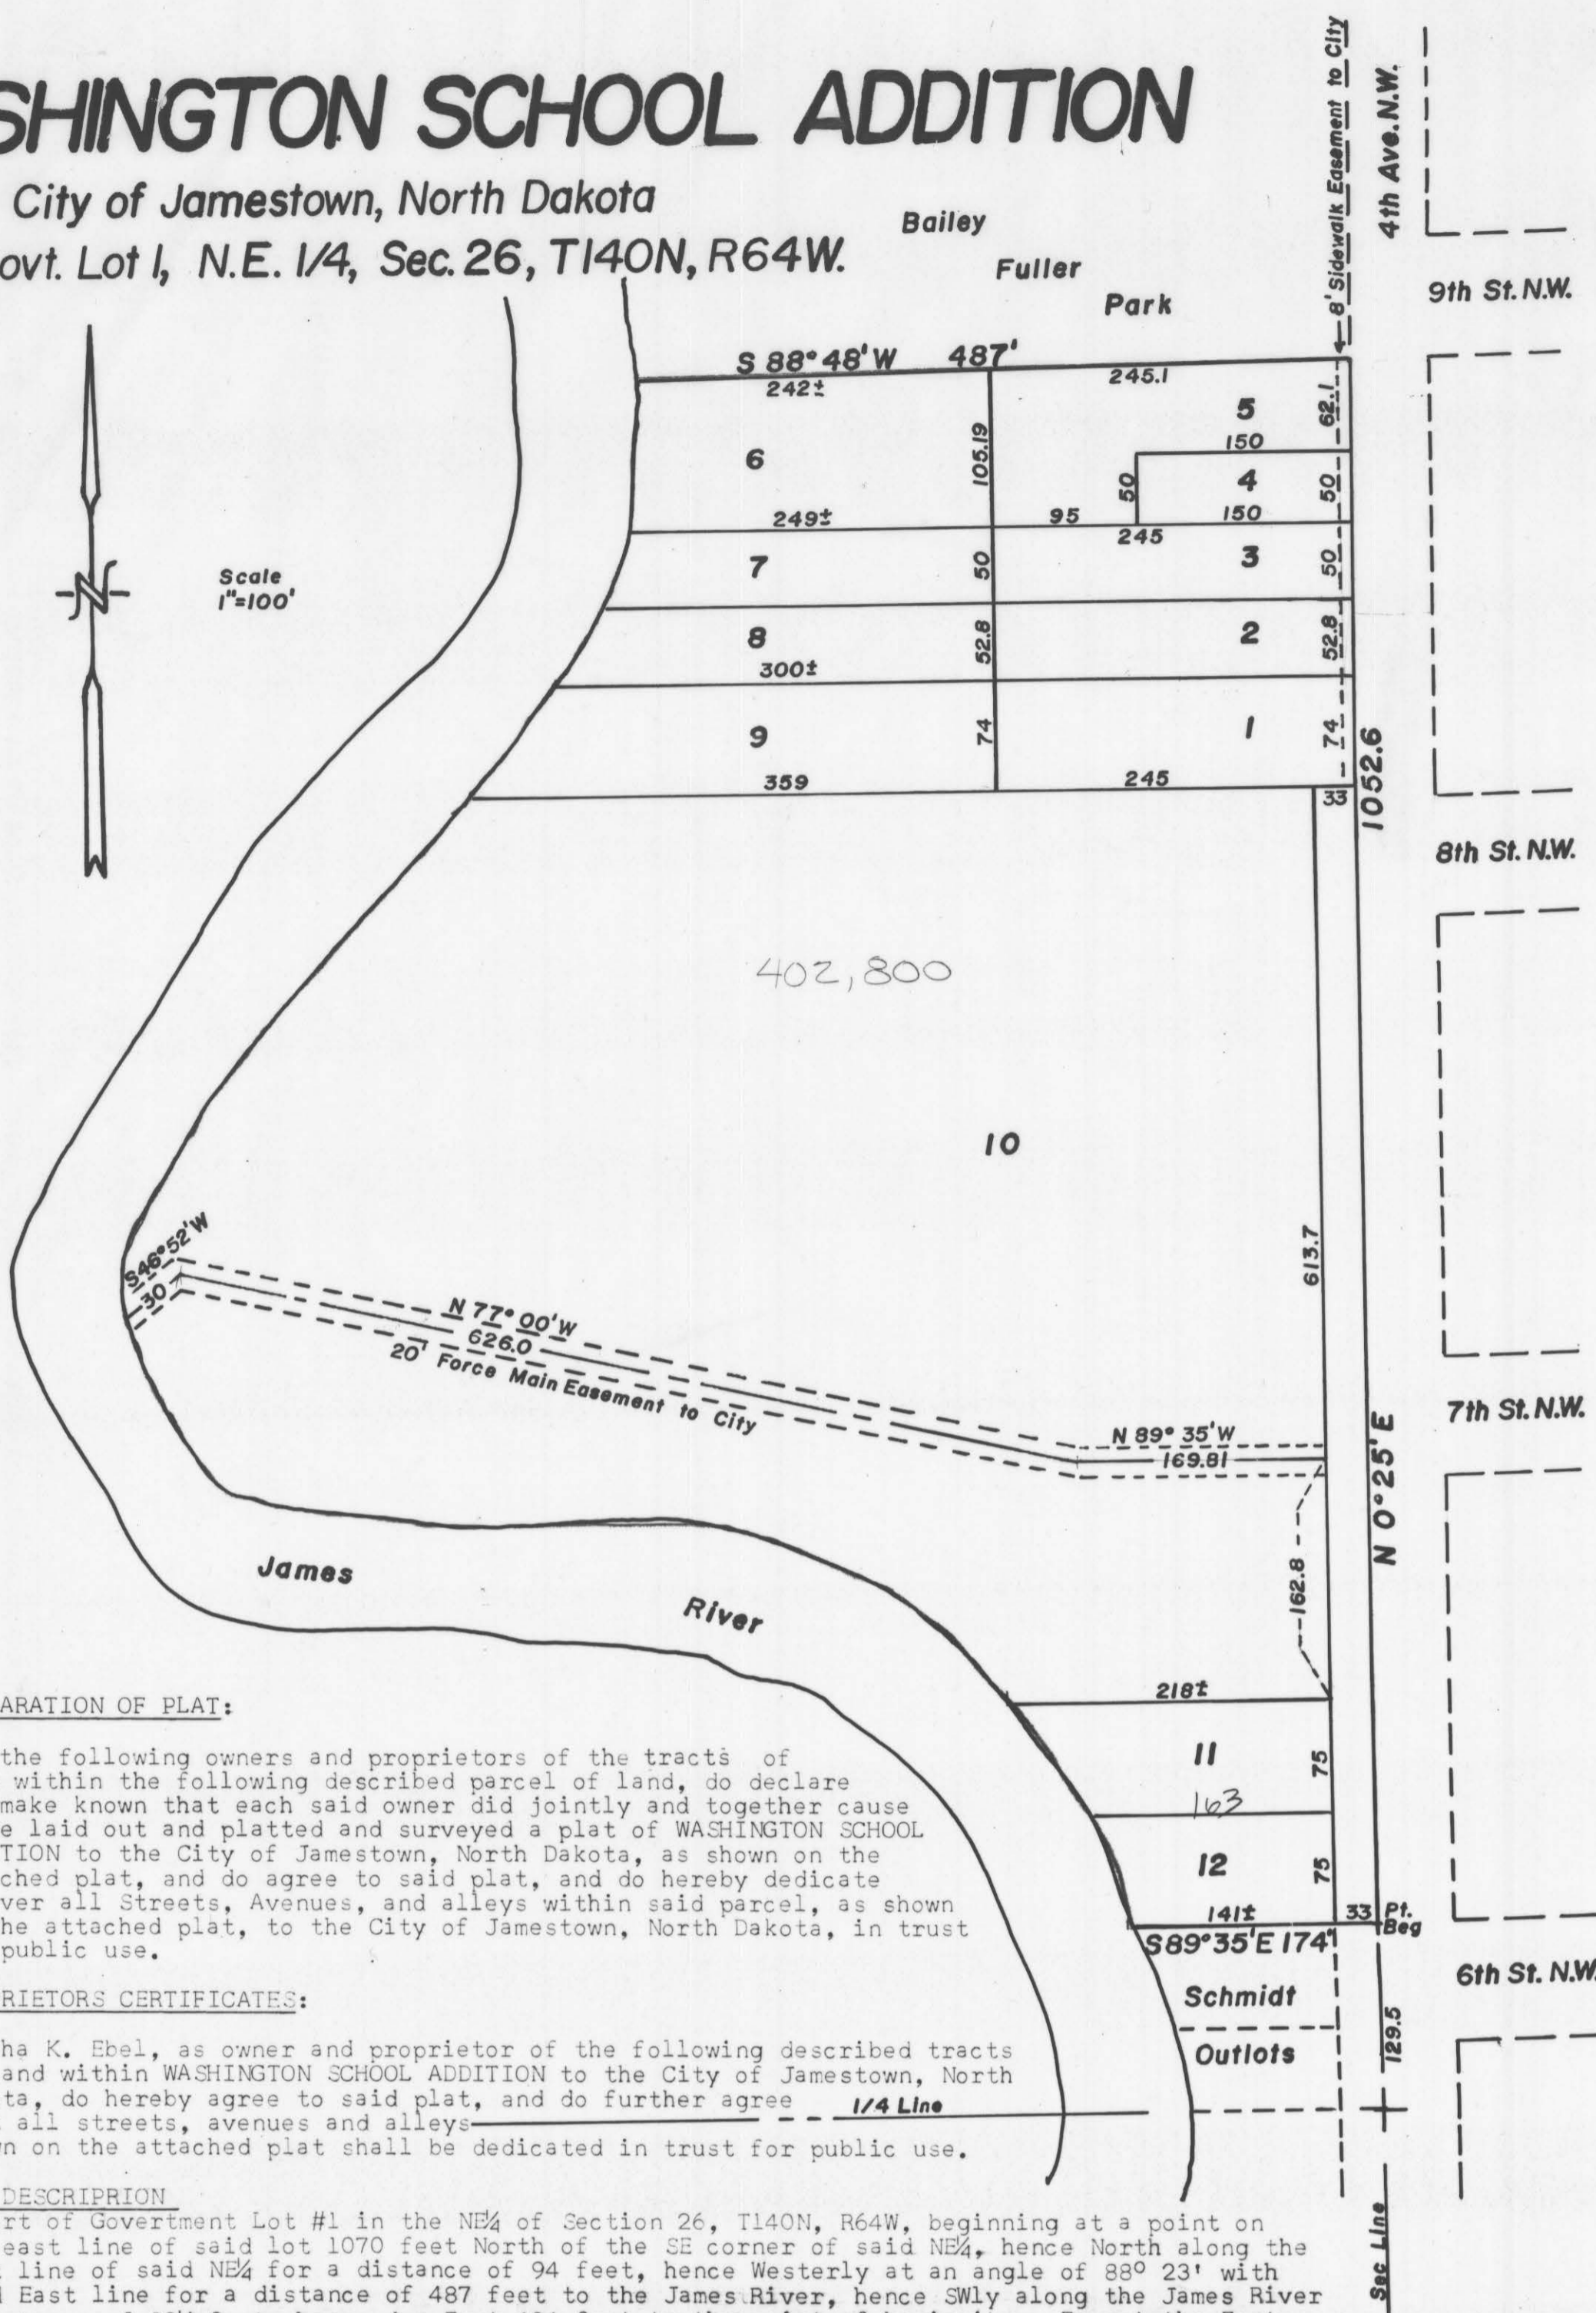 SHINGTON SCHOOL ADDITION
City of Jamestown, North Dakota
ovt. Lot 1, N.E. 1/4, Sec. 26, T140N, R64W.
Bailey
Fuller
Park
8' Sidewalk Easement to City
4th Ave. N.W.
9th St. N.W.
S 88° 48' W 487'
242±
245.1
5
62.1
150
6
105.19
50
4
50
249±
95
150
245
Scale
1"=100'
7
50
3
50
8
52.8
2
52.8
300±
9
74
1
74
359
245
33
1052.6
8th St. N.W.
402,800
10
613.7
S46°52'W
30
N 77° 00' W
626.0
20' Force Main Easement to City
N 89° 35' W
169.81
7th St. N.W.
N 0°25' E
162.8
James
River
218±
11
75
163
12
75
141±
33
Pt.
Beg
S89°35'E 174'
6th St. N.W.
Schmidt
Outlots
129.5
1/4 Line
Sec Line
ARATION OF PLAT:
the following owners and proprietors of the tracts of
within the following described parcel of land, do declare
make known that each said owner did jointly and together cause
e laid out and platted and surveyed a plat of WASHINGTON SCHOOL
TION to the City of Jamestown, North Dakota, as shown on the
ched plat, and do agree to said plat, and do hereby dedicate
ver all Streets, Avenues, and alleys within said parcel, as shown
he attached plat, to the City of Jamestown, North Dakota, in trust
public use.
RIETORS CERTIFICATES:
ha K. Ebel, as owner and proprietor of the following described tracts
and within WASHINGTON SCHOOL ADDITION to the City of Jamestown, North
ta, do hereby agree to said plat, and do further agree
all streets, avenues and alleys
n on the attached plat shall be dedicated in trust for public use.
DESCRIPRION
rt of Govertment Lot #1 in the NE¼ of Section 26, T140N, R64W, beginning at a point on
east line of said lot 1070 feet North of the SE corner of said NE¼, hence North along the
line of said NE¼ for a distance of 94 feet, hence Westerly at an angle of 88° 23' with
East line for a distance of 487 feet to the James River, hence SWly along the James River